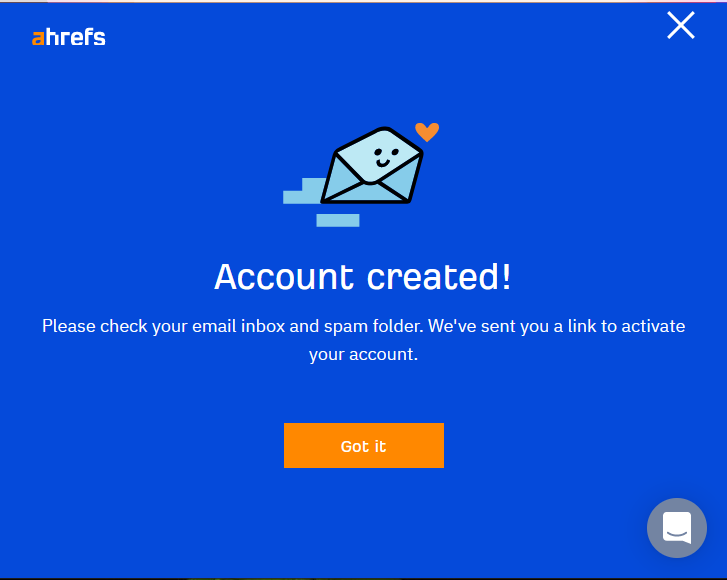 ahrefs
Account created!
Please check your email inbox and spam folder. We've sent you a link to activate
your account.
Got it